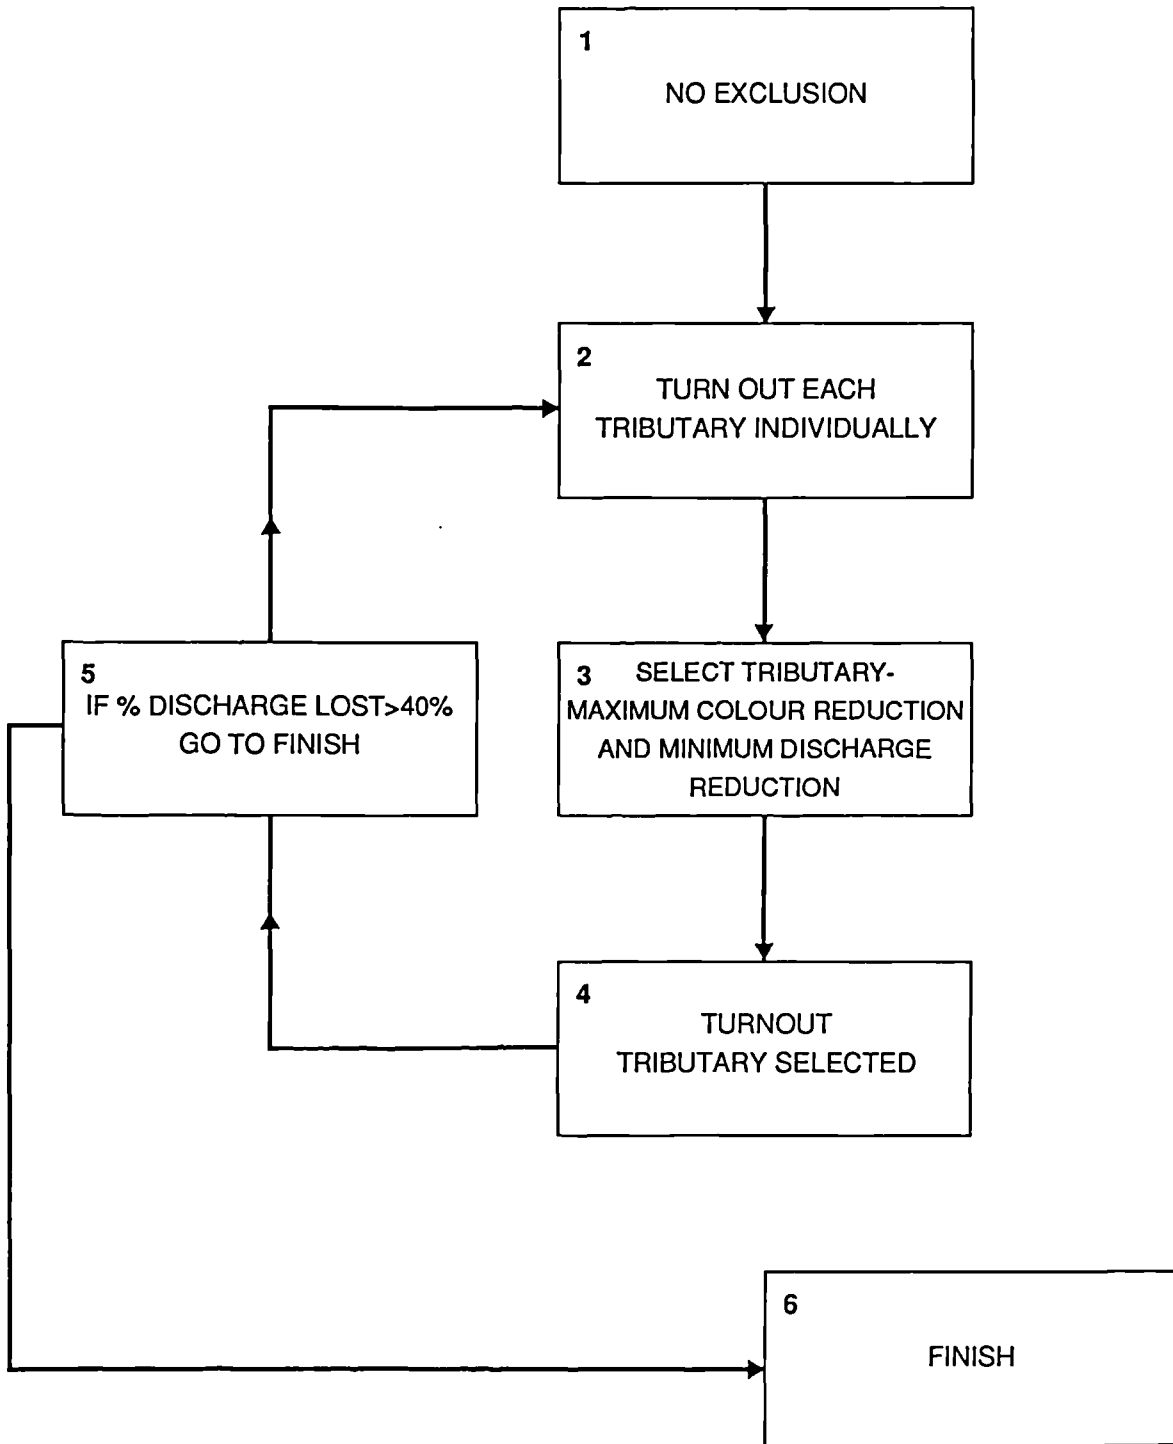 1
NO EXCLUSION
2
TURN OUT EACH
TRIBUTARY INDIVIDUALLY
3
SELECT TRIBUTARY-
MAXIMUM COLOUR REDUCTION
AND MINIMUM DISCHARGE
REDUCTION
4
TURNOUT
TRIBUTARY SELECTED
5
IF % DISCHARGE LOST>40%
GO TO FINISH
6
FINISH